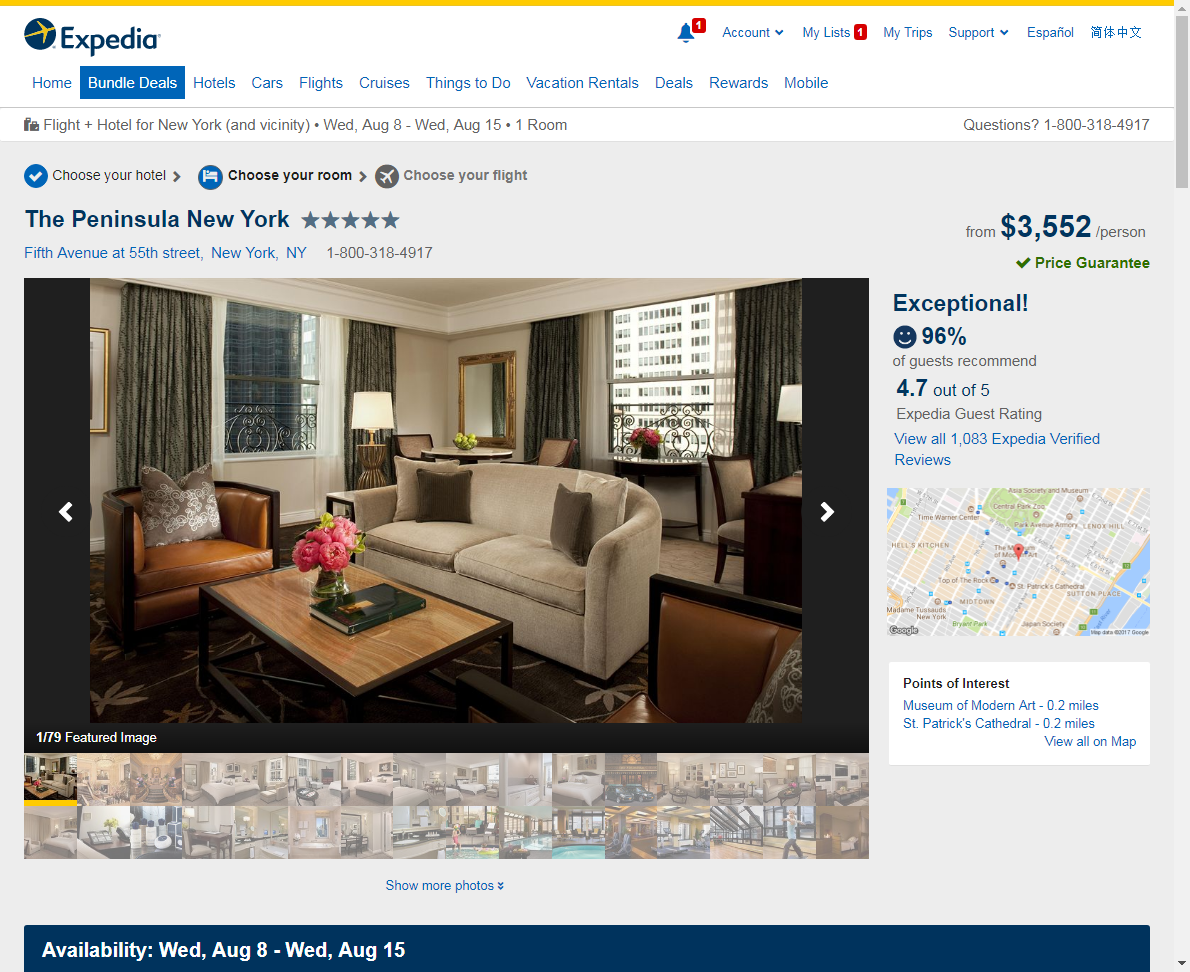 Expedia
1
Account
My Lists 1
My Trips
Support
Español
简体中文
Home
Bundle Deals
Hotels
Cars
Flights
Cruises
Things to Do
Vacation Rentals
Deals
Rewards
Mobile
Flight + Hotel for New York (and vicinity) • Wed, Aug 8 - Wed, Aug 15 • 1 Room
Questions? 1-800-318-4917
Choose your hotel
Choose your room
Choose your flight
The Peninsula New York
from $3,552 /person
Fifth Avenue at 55th street, New York, NY 1-800-318-4917
Price Guarantee
Exceptional!
96%
of guests recommend
4.7 out of 5
Expedia Guest Rating
View all 1,083 Expedia Verified
Reviews
Asia Society and Museum
Central Park Zoo
Time Warner Center
Park Avenue Armory
LENOX HILL
HELL'S KITCHEN
The Museum
of Modern Art
Top of The Rock
St. Patrick's Cathedral
SUTTON PLACE
MIDTOWN
Madame Tussauds
New York
Bryant Park
Japan Society
East River
Google
Map data ©2017 Google
Points of Interest
Museum of Modern Art - 0.2 miles
St. Patrick's Cathedral - 0.2 miles
View all on Map
1/79 Featured Image
Show more photos
Availability: Wed, Aug 8 - Wed, Aug 15